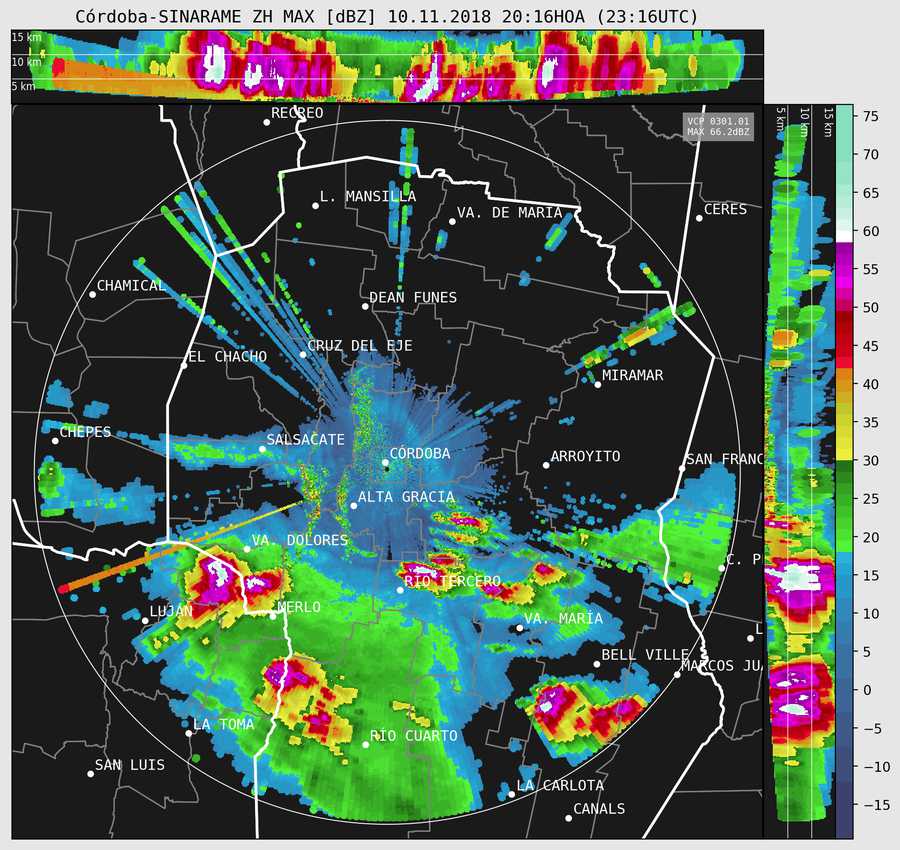 Córdoba-SINARAME ZH MAX [dBZ] 10.11.2018 20:16HOA (23:16UTC)
15 km
10 km
5 km
5 km
10 km
15 km
VCP 0301.01
MAX 66.2dBZ
RECREO
L. MANSILLA
VA. DE MARIA
CERES
CHAMICAL
DEAN FUNES
EL CHACHO
CRUZ DEL EJE
MIRAMAR
CHEPES
SALSACATE
CÓRDOBA
ARROYITO
SAN FRANC
ALTA GRACIA
VA. DOLORES
C. P
RÍO TERCERO
LUJÁN
MERLO
VA. MARÍA
L
BELL VILLE
MARCOS JU
LA TOMA
RÍO CUARTO
SAN LUIS
LA CARLOTA
CANALS
75
70
65
60
55
50
45
40
35
30
25
20
15
10
5
0
−5
−10
−15